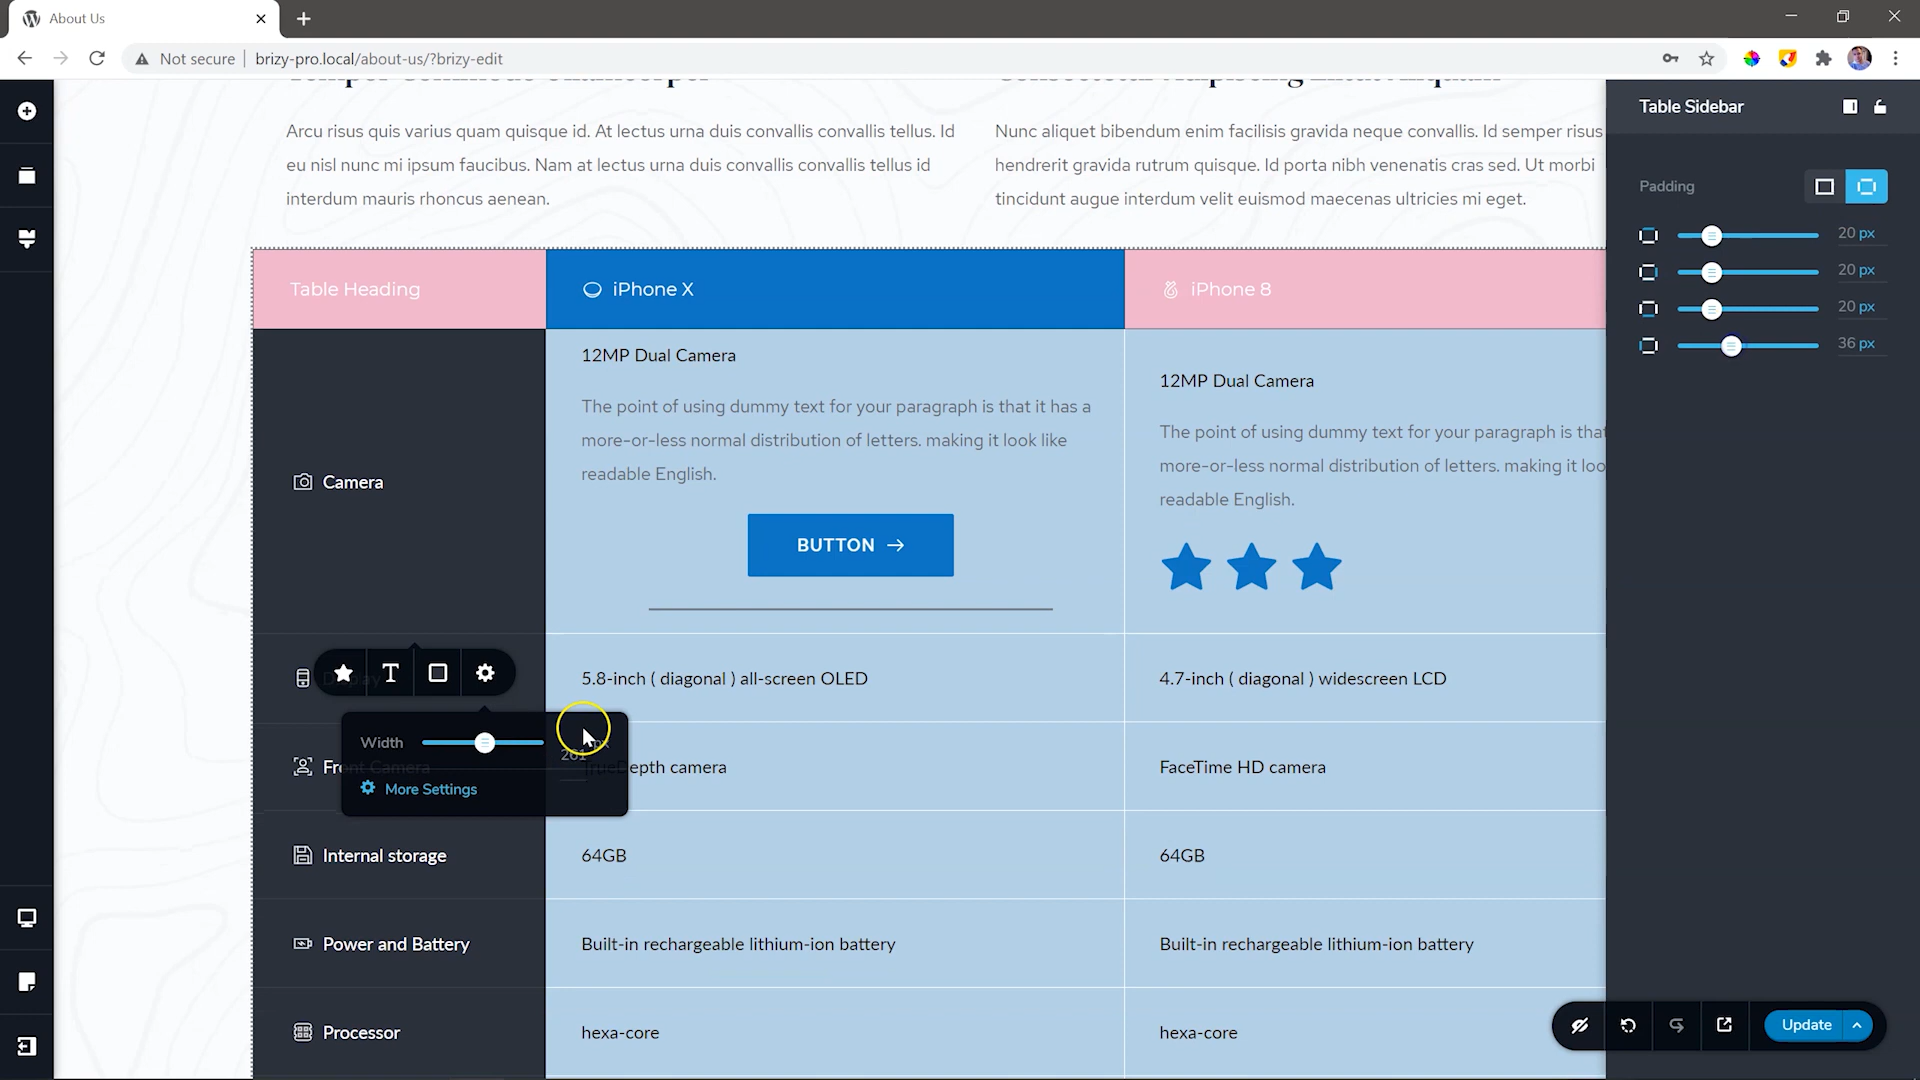 About Us
Not secure
brizy-pro.local/about-us/?brizy-edit
Arcu risus quis varius quam quisque id. At lectus urna duis convallis convallis tellus. Id
eu nisl nunc mi ipsum faucibus. Nam at lectus urna duis convallis convallis tellus id
interdum mauris rhoncus aenean.
Nunc aliquet bibendum enim facilisis gravida neque convallis. Id semper risus
hendrerit gravida rutrum quisque. Id porta nibh venenatis cras sed. Ut morbi
tincidunt augue interdum velit euismod maecenas ultricies mi eget.
Table Sidebar
Padding
20 px
20 px
20 px
36 px
Table Heading
iPhone X
iPhone 8
Camera
12MP Dual Camera
The point of using dummy text for your paragraph is that it has a
more-or-less normal distribution of letters. making it look like
readable English.
BUTTON
12MP Dual Camera
The point of using dummy text for your paragraph is that
more-or-less normal distribution of letters. making it loo
readable English.
Display
5.8-inch ( diagonal ) all-screen OLED
4.7-inch ( diagonal ) widescreen LCD
Width
261 px
More Settings
Front Camera
TrueDepth camera
FaceTime HD camera
Internal storage
64GB
64GB
Power and Battery
Built-in rechargeable lithium-ion battery
Built-in rechargeable lithium-ion battery
Processor
hexa-core
hexa-core
Update